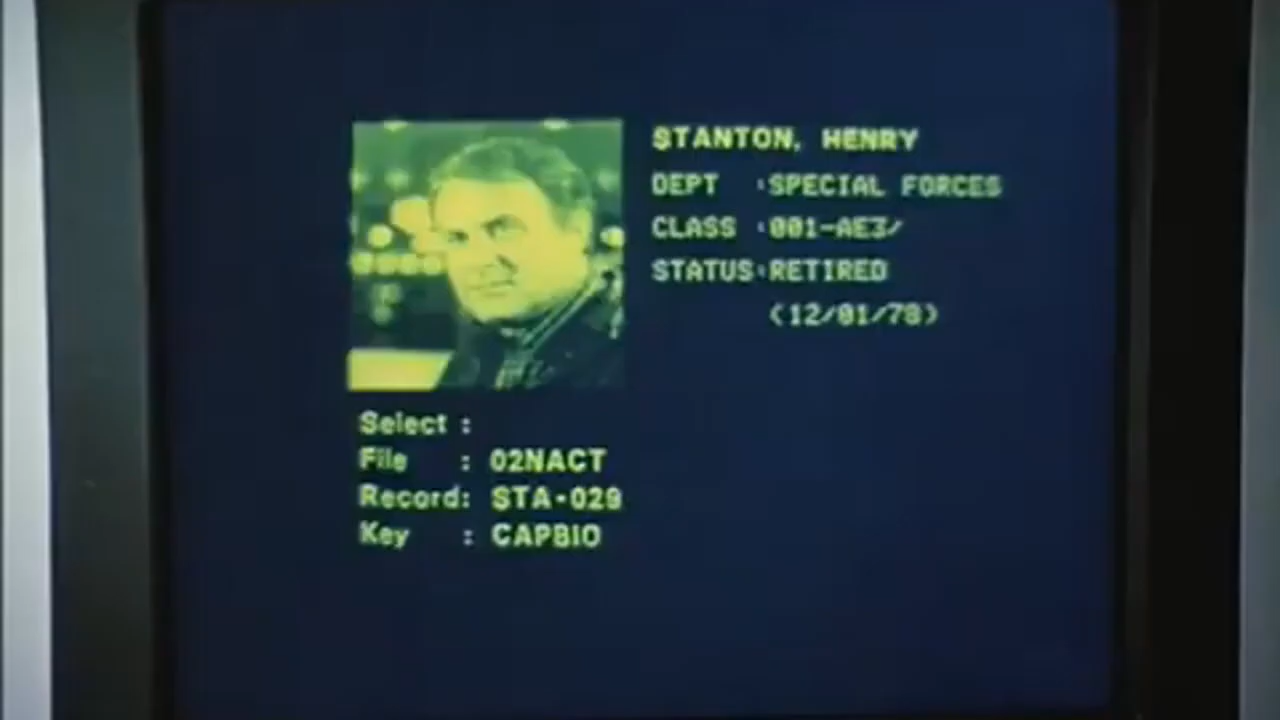 STANTON, HENRY
DEPT :SPECIAL FORCES
CLASS :001-AE3/
STATUS:RETIRED
(12/01/78)
Select :
File : 02NACT
Record: STA-029
Key : CAPBIO